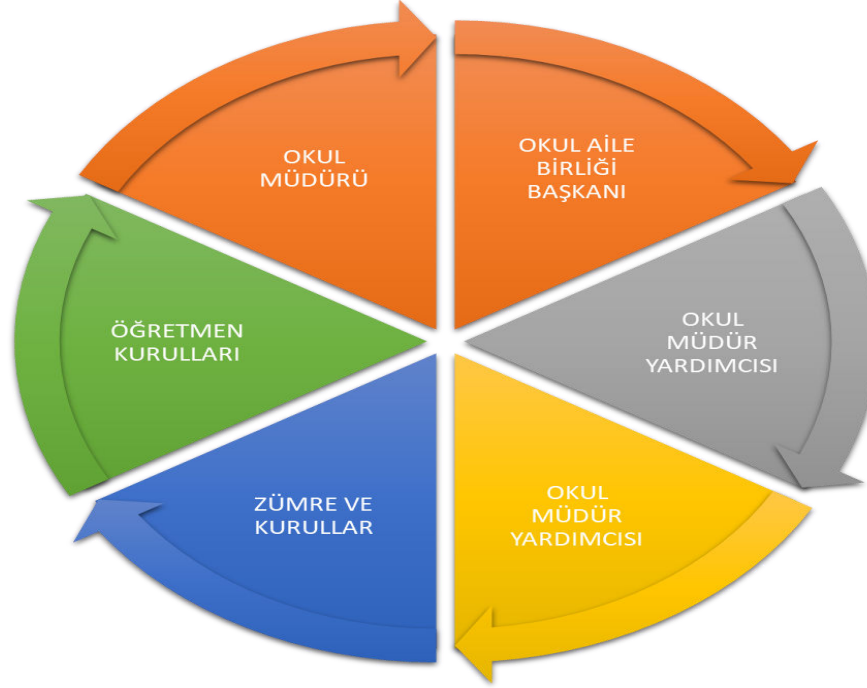 OKUL
MÜDÜRÜ
OKUL AİLE
BİRLİĞİ
BAŞKANI
OKUL
MÜDÜR
YARDIMCISI
OKUL
MÜDÜR
YARDIMCISI
ZÜMRE VE
KURULLAR
ÖĞRETMEN
KURULLARI